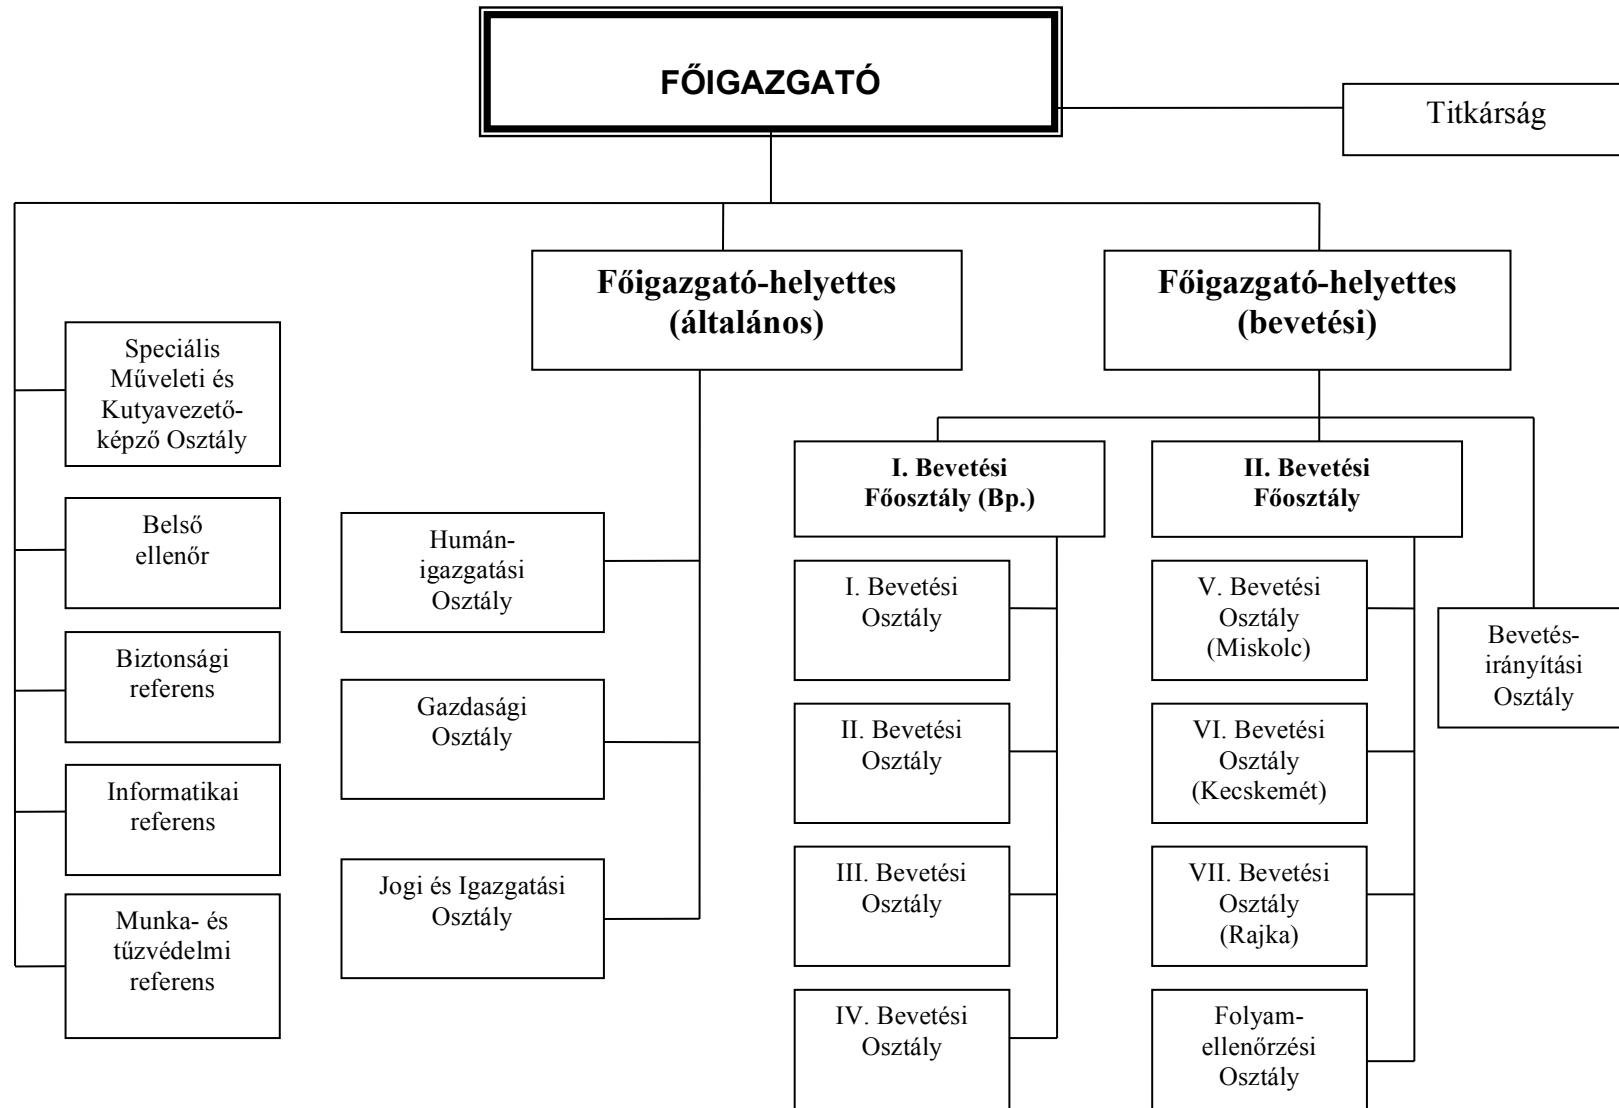 FŐIGAZGATÓ
Titkárság
Főigazgató-helyettes
(általános)
Főigazgató-helyettes
(bevetési)
Speciális
Műveleti és
Kutyavezető-
képző Osztály
Belső
ellenőr
Biztonsági
referens
Informatikai
referens
Munka- és
tűzvédelmi
referens
Humán-
igazgatási
Osztály
Gazdasági
Osztály
Jogi és Igazgatási
Osztály
I. Bevetési
Főosztály (Bp.)
I. Bevetési
Osztály
II. Bevetési
Osztály
III. Bevetési
Osztály
IV. Bevetési
Osztály
II. Bevetési
Főosztály
V. Bevetési
Osztály
(Miskolc)
VI. Bevetési
Osztály
(Kecskemét)
VII. Bevetési
Osztály
(Rajka)
Folyam-
ellenőrzési
Osztály
Bevetés-
irányítási
Osztály